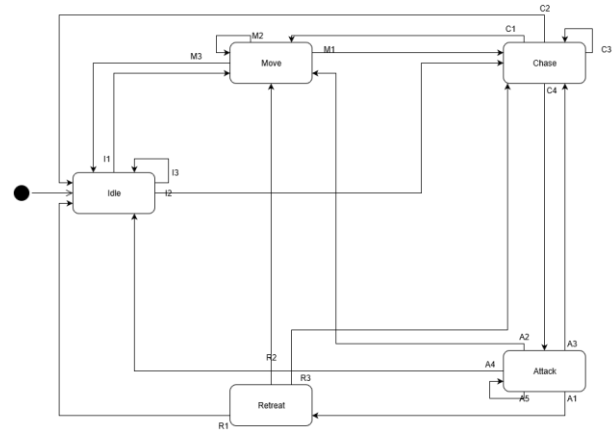 C2
M2
C1
M3
Move
M1
Chase
C3
C4
I1
I3
Idle
I2
A2
A3
R2
A4
Attack
R3
Retreat
A5
A1
R1